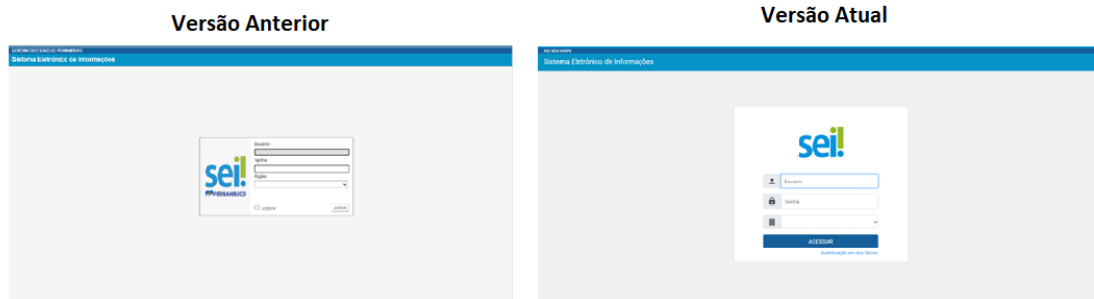 Versão Anterior
Versão Atual
GOVERNO DO ESTADO DE PERNAMBUCO
Sistema Eletrônico de Informações
Usuário
Senha
Órgão
sei!
PERNAMBUCO
Lembrar
Acessar
Sistema Eletrônico de Informações
sei!
Usuário
Senha
ACESSAR
Autenticação em dois fatores